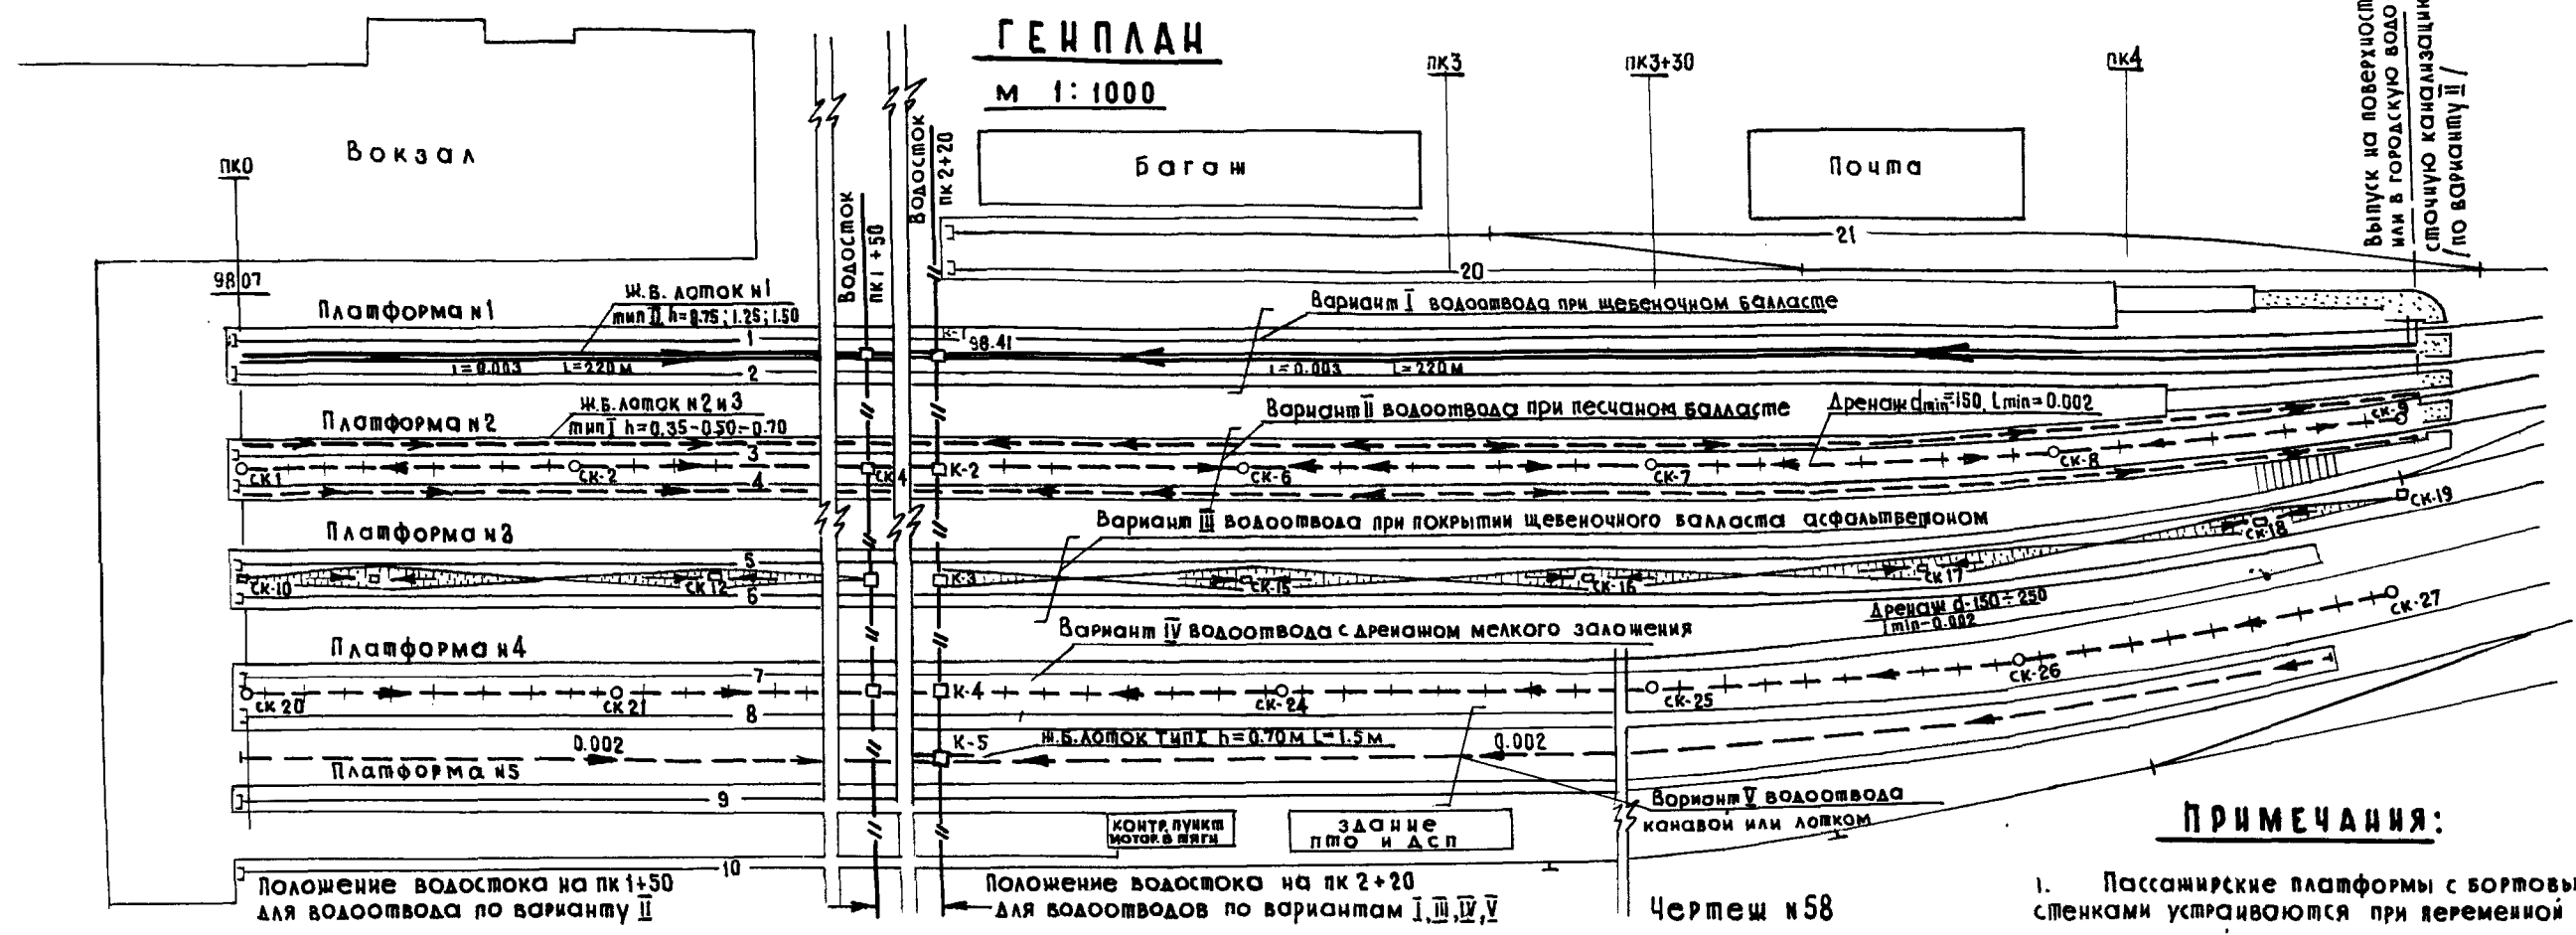 ГЕНПЛАН
М 1:1000
ПК0
Вокзал
ПК3
ПК3+30
ПК4
Выпуск на поверхност
или в городскую водо
сточную канализацию
/по варианту II/
Водосток
ПК 1+50
Водосток
ПК 2+20
Багаж
Почта
21
20
98.07
Платформа н1
Ж.Б. лоток н1
тип II h=0.75; 1.25; 1.50
Вариант I водоотвода при щебеночном балласте
1
К-1
98.41
i=0.003 L=220 м
2
i=0.003 L=220 м
Платформа н2
Ж.Б. лоток н2 и 3
тип I h=0.35-0.50-0.70
Вариант II водоотвода при песчаном балласте
Дренаж dmin=150, Lmin=0.002
3
СК1
СК-2
4
СК 4
К-2
СК-6
СК-7
СК-8
СК-9
Платформа н3
Вариант III водоотвода при покрытии щебеночного балласта асфальтбетоном
СК-19
СК-18
5
СК-10
СК 12
6
К-3
СК-15
СК-16
СК 17
Дренаж d-150÷250
imin-0.002
СК-27
Вариант IV водоотвода с дренажом мелкого заложения
Платформа н4
7
СК 20
СК 21
8
К-4
СК-24
СК-25
СК-26
0.002
К-5
Ж.Б. лоток тип I h=0.70м L-1.5м
0.002
Платформа н5
9
Контр. пункт
мотор. в. тяги
Здание
ПТО и ДСП
Вариант V водоотвода
канавой или лотком
ПРИМЕЧАНИЯ:
10
Положение водостока на пк 1+50
для водоотвода по варианту II
Положение водостока на пк 2+20
для водоотводов по вариантам I, III, IV, V
Чертеж н58
1. Пассажирские платформы с бортовы
стенками устраиваются при переменной